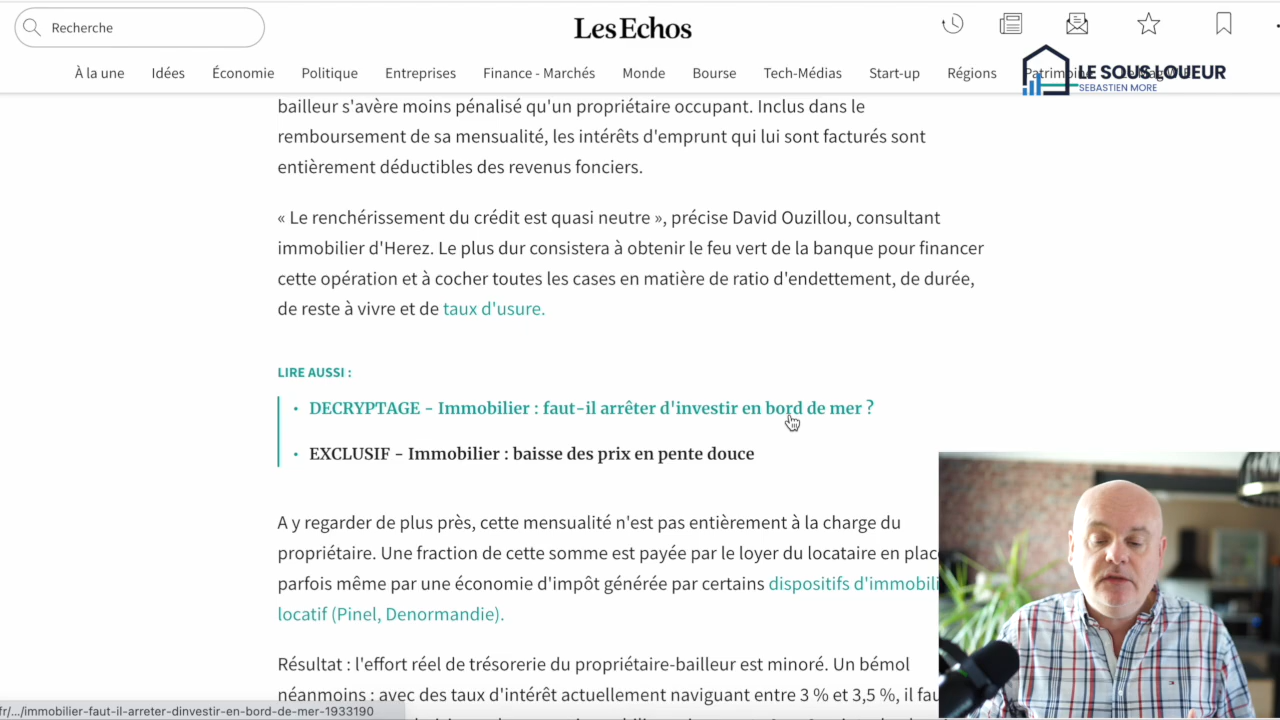 Recherche
Les Echos
À la une Idées Économie Politique Entreprises Finance - Marchés Monde Bourse Tech-Médias Start-up Régions Patrimoine
LE SOUS LOUEUR
SEBASTIEN MORE
bailleur s'avère moins pénalisé qu'un propriétaire occupant. Inclus dans le
remboursement de sa mensualité, les intérêts d'emprunt qui lui sont facturés sont
entièrement déductibles des revenus fonciers.
« Le renchérissement du crédit est quasi neutre », précise David Ouzillou, consultant
immobilier d'Herez. Le plus dur consistera à obtenir le feu vert de la banque pour financer
cette opération et à cocher toutes les cases en matière de ratio d'endettement, de durée,
de reste à vivre et de taux d'usure.
LIRE AUSSI :
• DECRYPTAGE - Immobilier : faut-il arrêter d'investir en bord de mer ?
• EXCLUSIF - Immobilier : baisse des prix en pente douce
A y regarder de plus près, cette mensualité n'est pas entièrement à la charge du
propriétaire. Une fraction de cette somme est payée par le loyer du locataire en plac
parfois même par une économie d'impôt générée par certains dispositifs d'immobili
locatif (Pinel, Denormandie).
Résultat : l'effort réel de trésorerie du propriétaire-bailleur est minoré. Un bémol
néanmoins : avec des taux d'intérêt actuellement naviguant entre 3 % et 3,5 %, il fau
fr/.../immobilier-faut-il-arreter-dinvestir-en-bord-de-mer-1933190